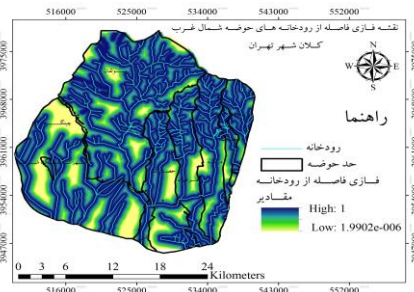 516000 525000 534000 543000 552000
نقشه فازی فاصله از رودخانه های حوضه شمال غرب
کلان شهر تهران
N
W E
S
3975000
3968000
3961000
3954000
3947000
راهنما
رودخانه
حد حوضه
فازی فاصله از رودخانه
مقادیر
High: 1
Low: 1.9902e-006
0 3 6 12 18 24
Kilometers
516000 525000 534000 543000 552000